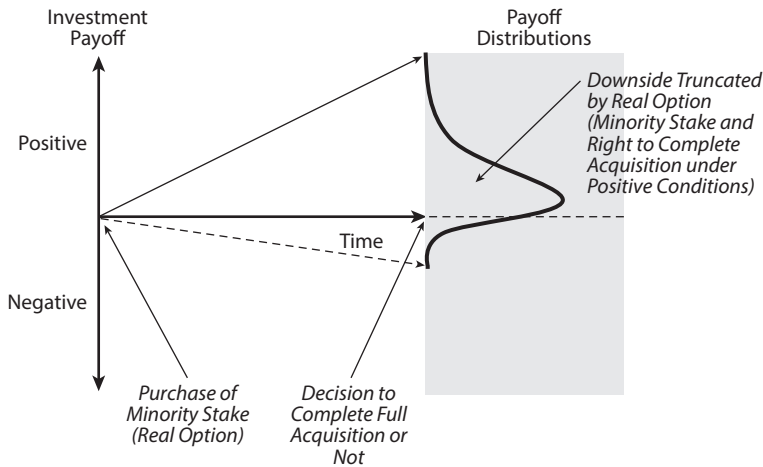 Investment
Payoff
Payoff
Distributions
Downside Truncated
by Real Option
(Minority Stake and
Right to Complete
Acquisition under
Positive Conditions)
Positive
Time
Negative
Purchase of
Minority Stake
(Real Option)
Decision to
Complete Full
Acquisition or
Not